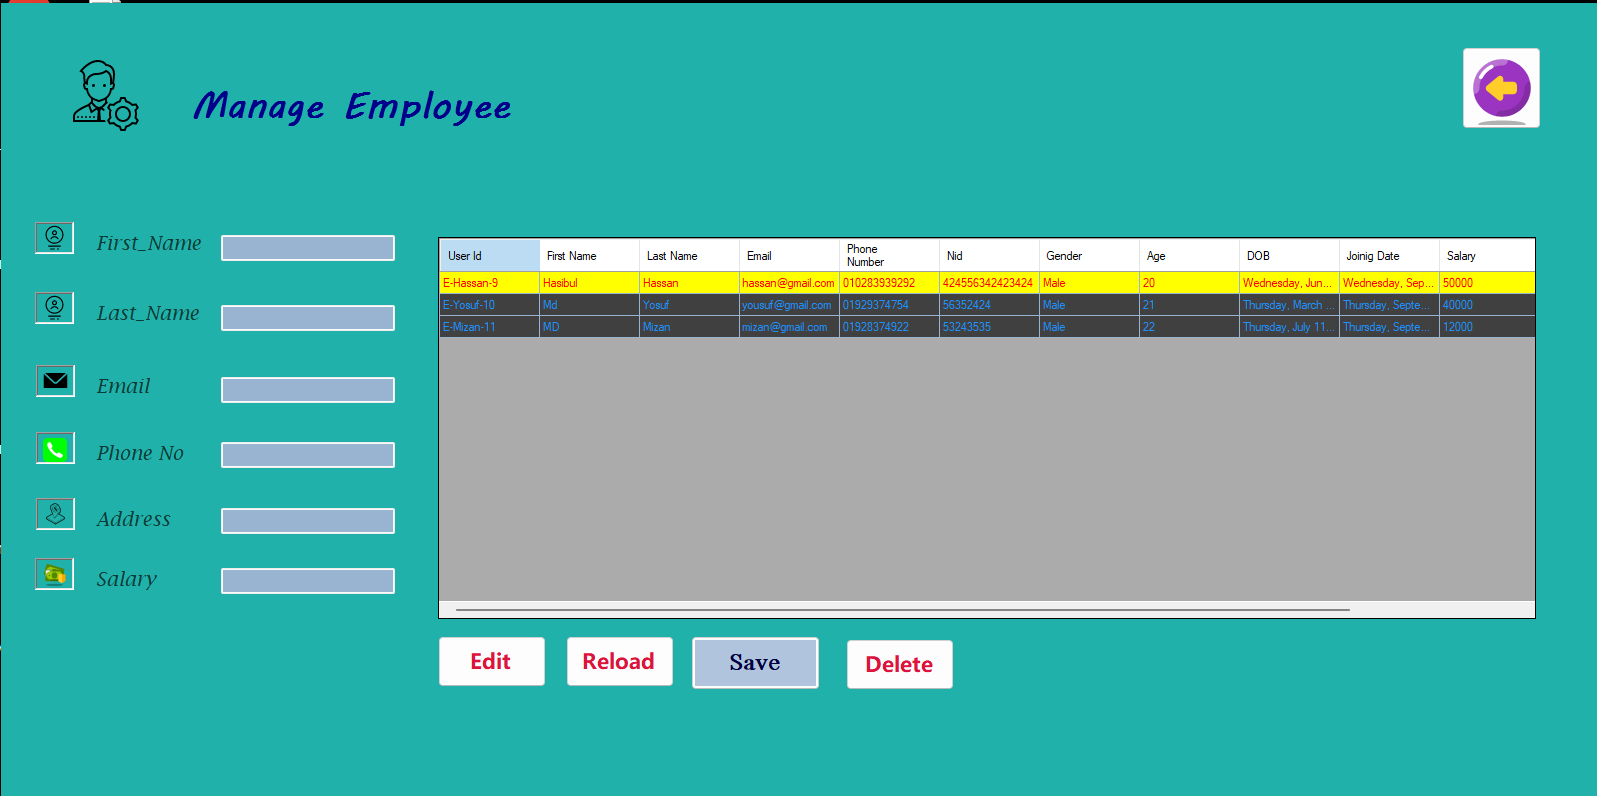 Manage Employee
First_Name
Last_Name
Email
Phone No
Address
Salary
User Id First Name Last Name Email Phone Number Nid Gender Age DOB Joinig Date Salary
E-Hassan-9 Hasibul Hassan hassan@gmail.com 010283939292 424556342423424 Male 20 Wednesday, Jun... Wednesday, Sep... 50000
E-Yosuf-10 Md Yosuf yousuf@gmail.com 01929374754 56352424 Male 21 Thursday, March ... Thursday, Septe... 40000
E-Mizan-11 MD Mizan mizan@gmail.com 01928374922 53243535 Male 22 Thursday, July 11... Thursday, Septe... 12000
Edit Reload Save Delete